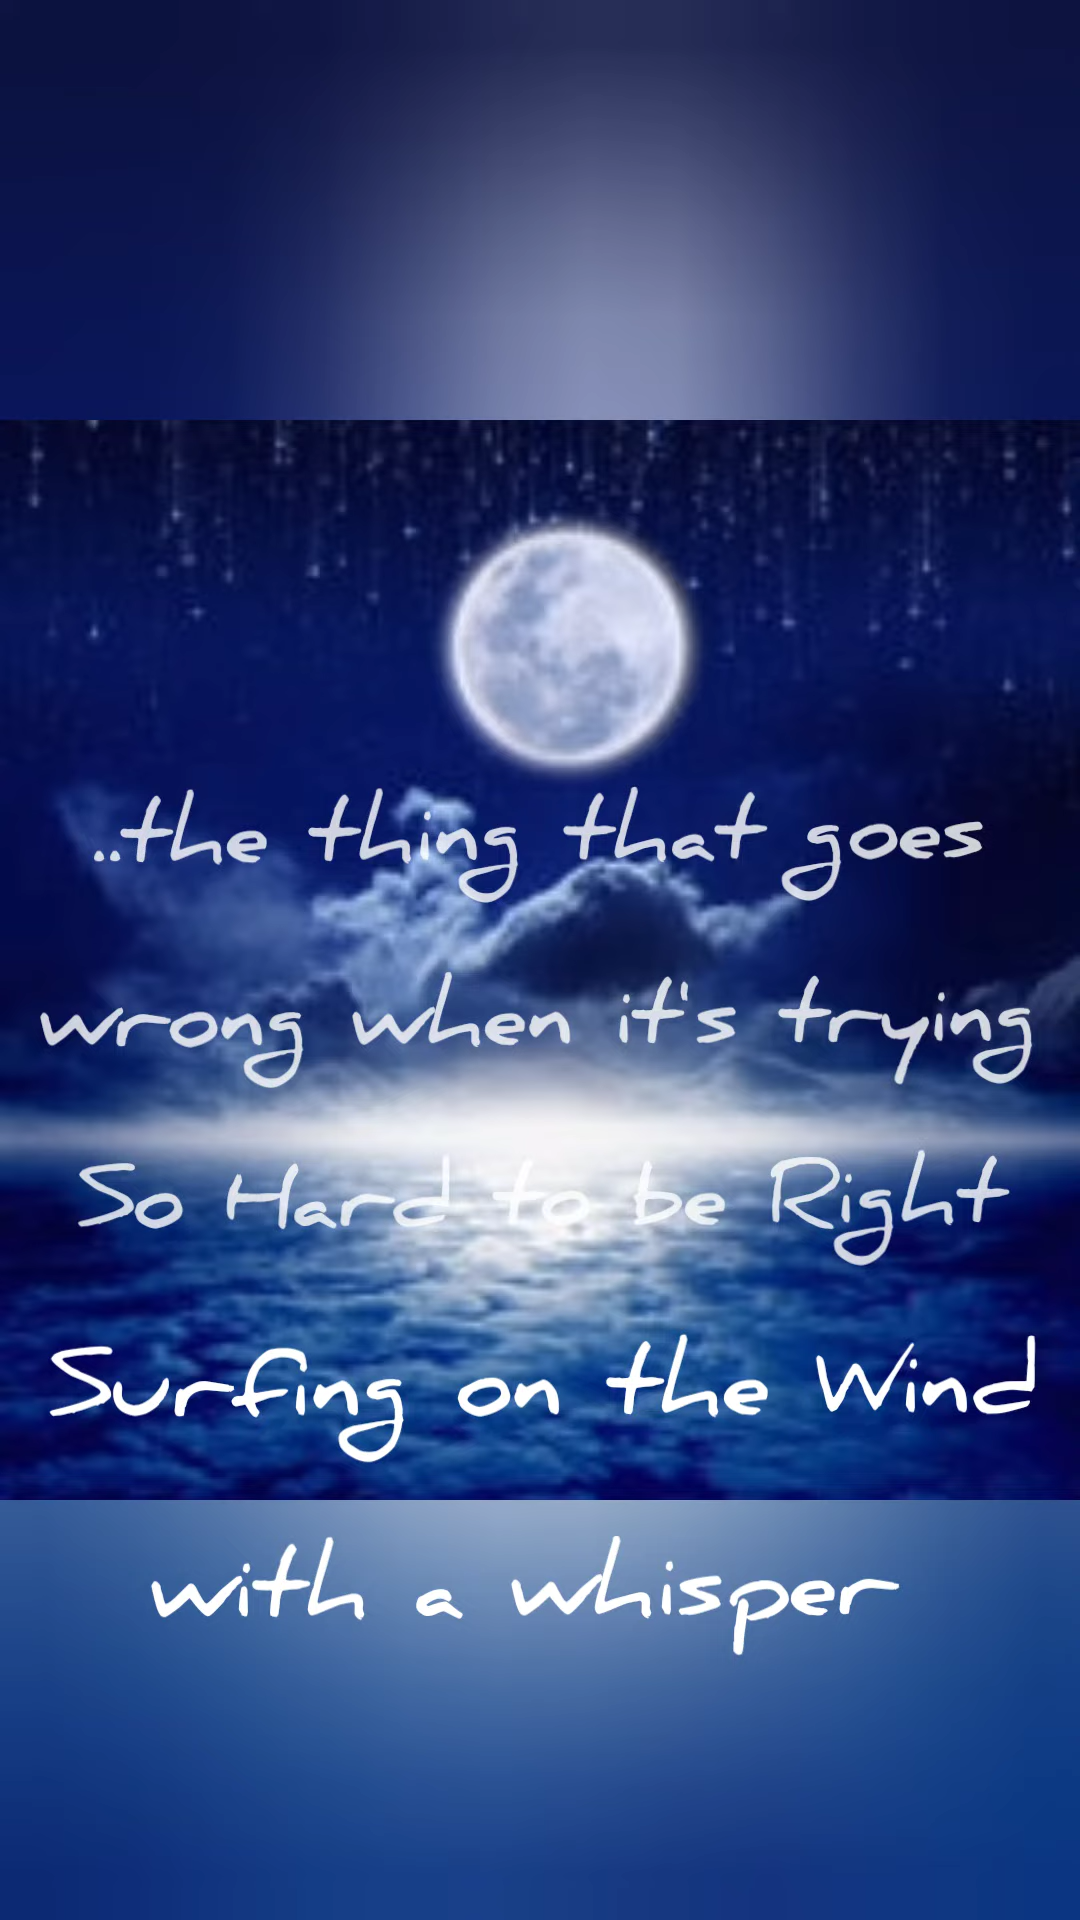 ..the thing that goes
wrong when it's trying
So Hard to be Right
Surfing on the Wind
with a whisper